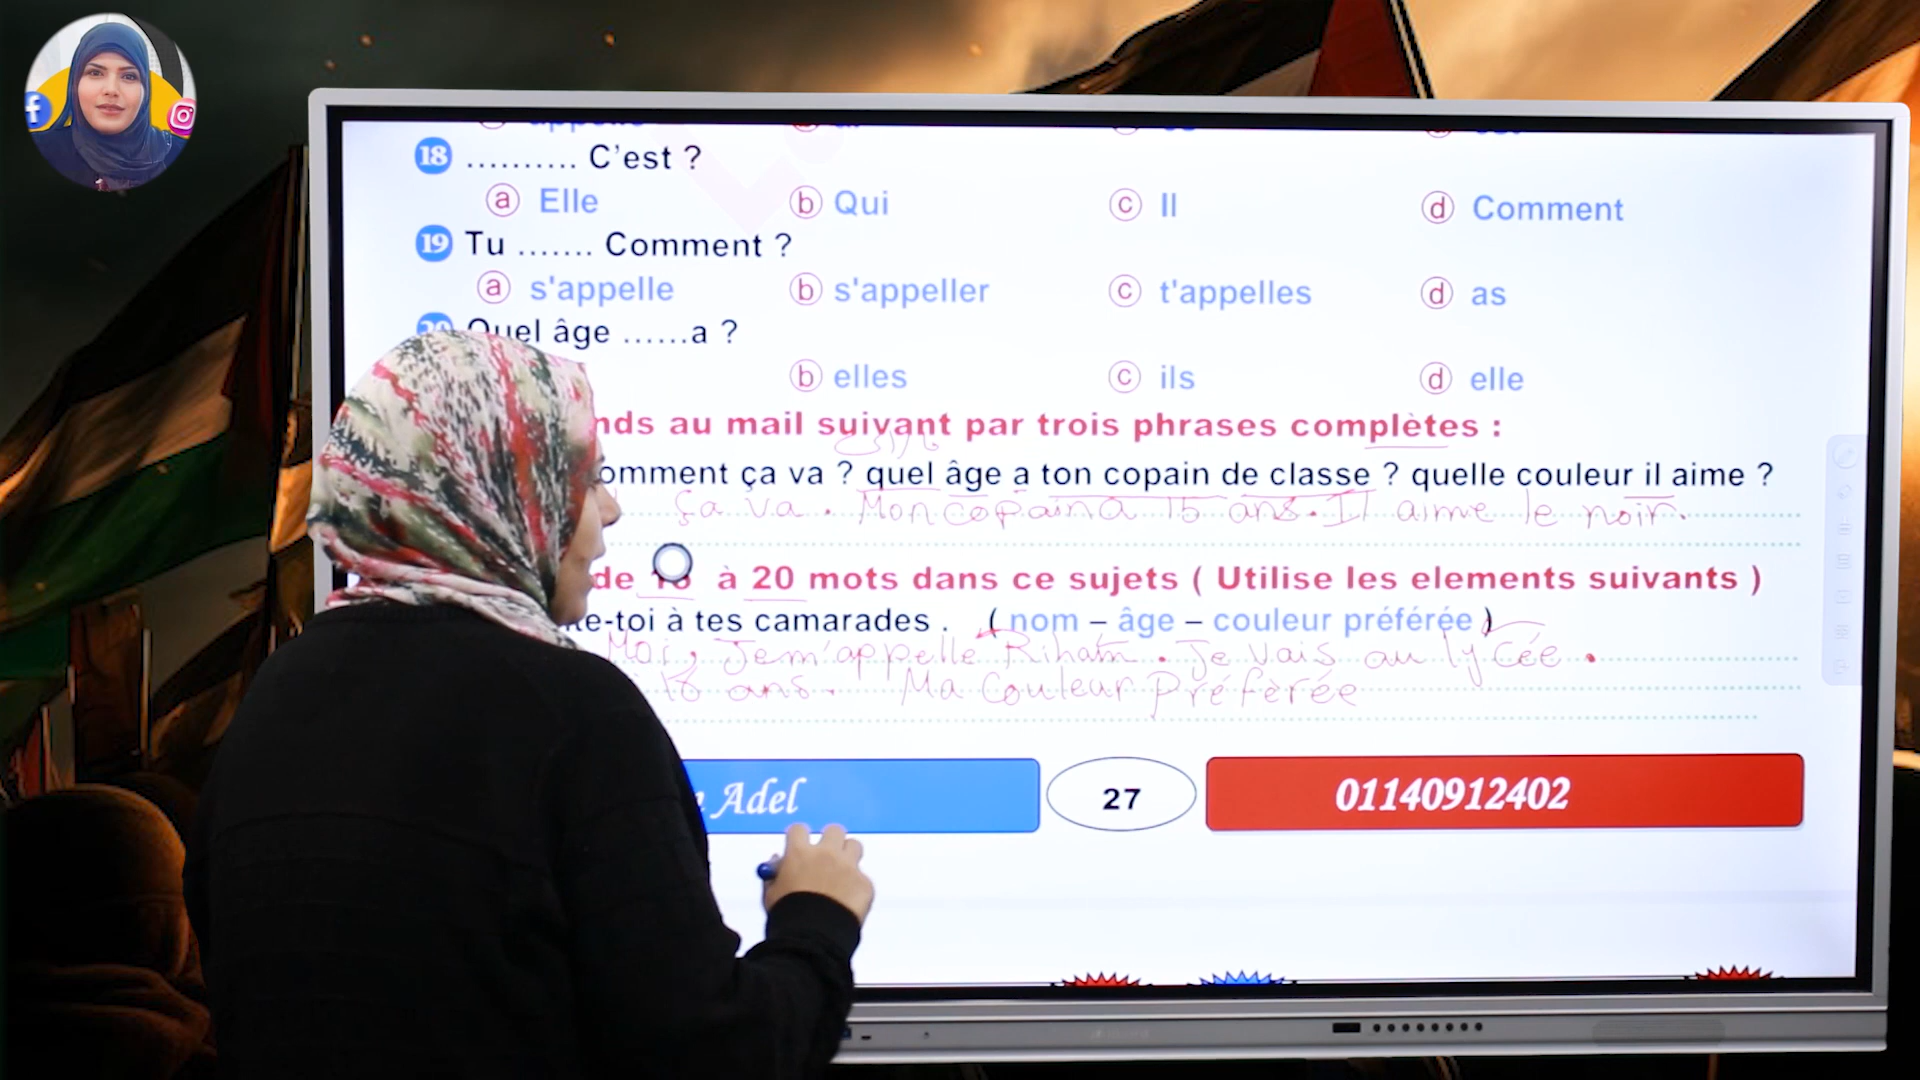 18 .......... C'est ?
a Elle b Qui c Il d Comment
19 Tu ....... Comment ?
a s'appelle b s'appeller c t'appelles d as
20 Quel âge ......a ?
b elles c ils d elle
nds au mail suivant par trois phrases complètes :
omment ça va ? quel âge a ton copain de classe ? quelle couleur il aime ?
ça va . Mon copain a 15 ans. Il aime le noir.
de à 20 mots dans ce sujets ( Utilise les elements suivants )
te-toi à tes camarades . ( nom – âge – couleur préférée )
Moi, Je m'appelle Riham . Je vais au lycée .
ans. Ma couleur préférée
Adel
27
01140912402